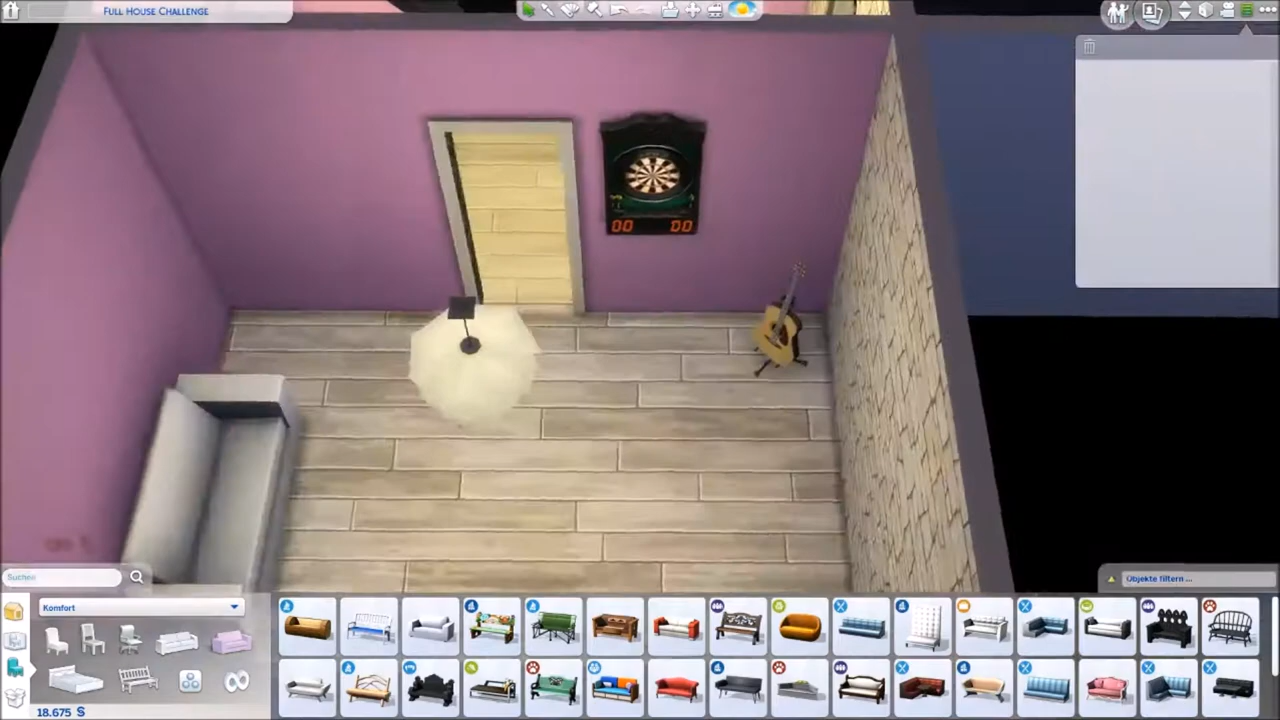 FULL HOUSE CHALLENGE
00 00
Suchen
Objekte filtern ...
Komfort
18.675 $